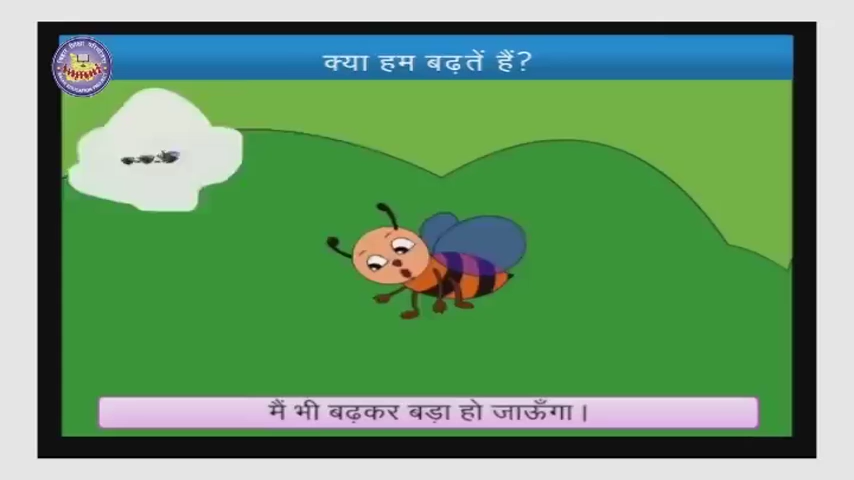 क्या हम बढ़तें हैं?
मैं भी बढ़कर बड़ा हो जाऊँगा।